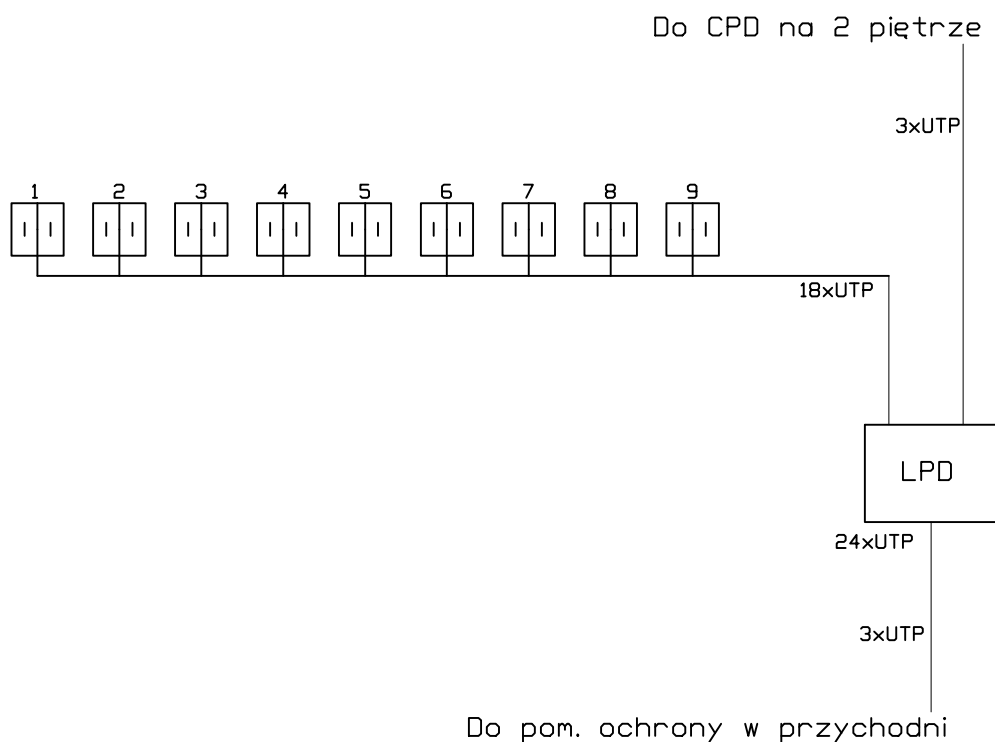 Do CPD na 2 piętrze
3xUTP
1 2 3 4 5 6 7 8 9
18xUTP
LPD
24xUTP
3xUTP
Do pom. ochrony w przychodni